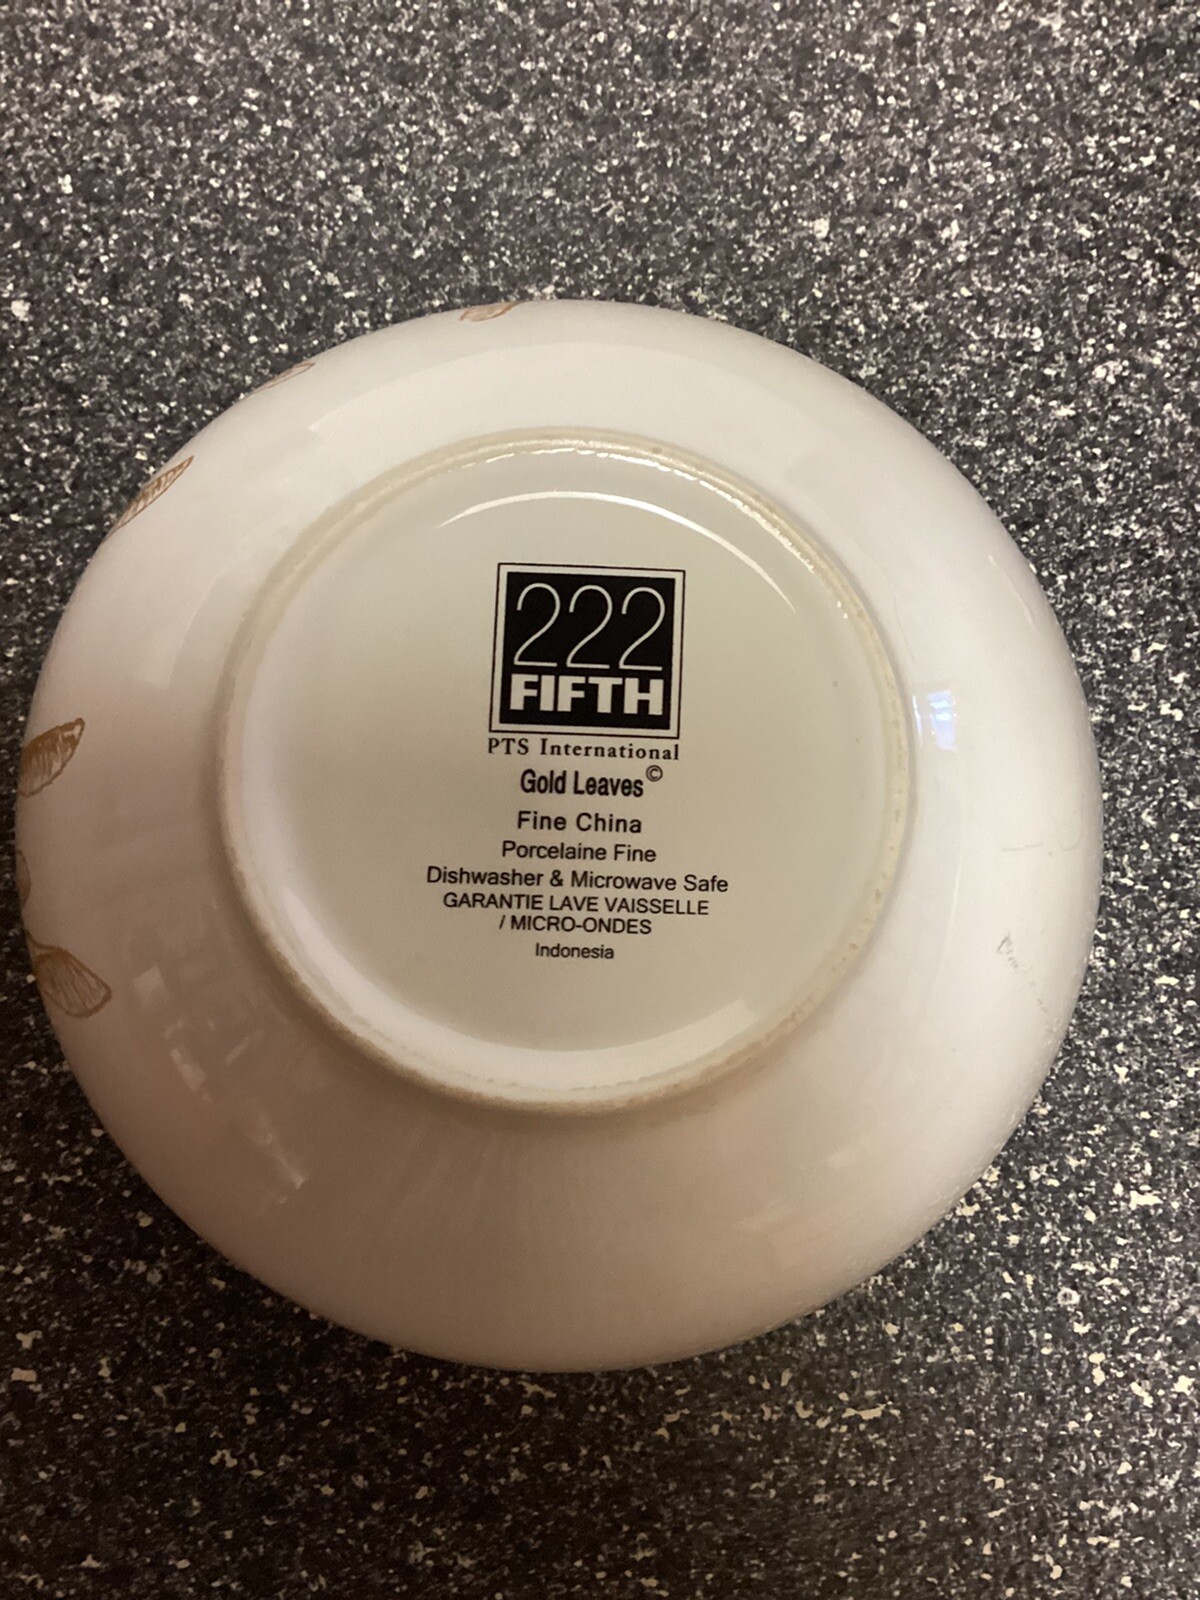 222
FIFTH
PTS International
Gold Leaves©
Fine China
Porcelaine Fine
Dishwasher & Microwave Safe
GARANTIE LAVE VAISSELLE
/ MICRO-ONDES
Indonesia